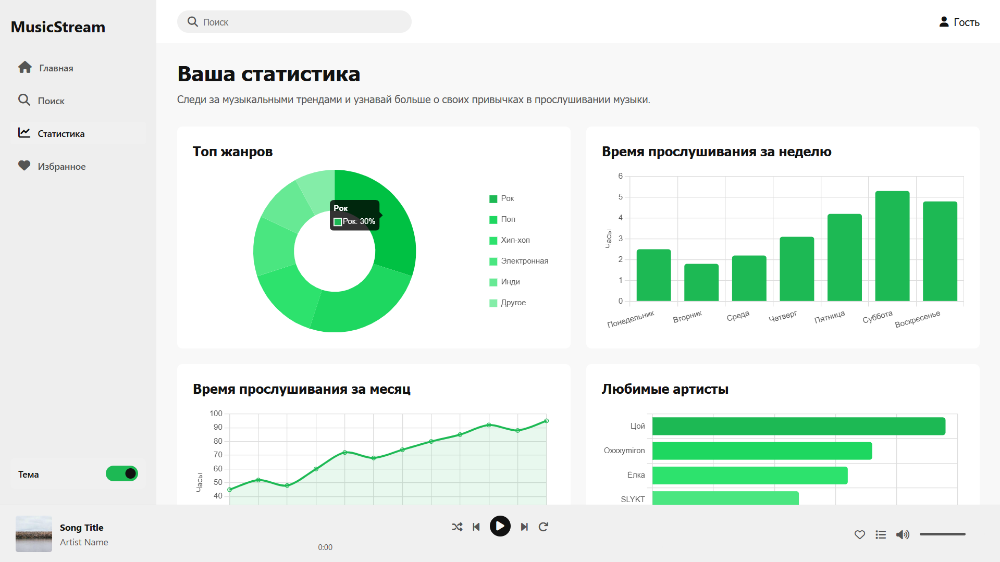 MusicStream
Главная
Поиск
Статистика
Избранное
Тема
Поиск
Гость
Ваша статистика
Следи за музыкальными трендами и узнавай больше о своих привычках в прослушивании музыки.
Топ жанров
Рок
Рок: 30%
Рок
Поп
Хип-хоп
Электронная
Инди
Другое
Время прослушивания за неделю
Часы
6
5
4
3
2
1
0
Понедельник
Вторник
Среда
Четверг
Пятница
Суббота
Воскресенье
Время прослушивания за месяц
Часы
100
90
80
70
60
50
40
Любимые артисты
Цой
Oxxxymiron
Ёлка
SLYKT
Song Title
Artist Name
0:00